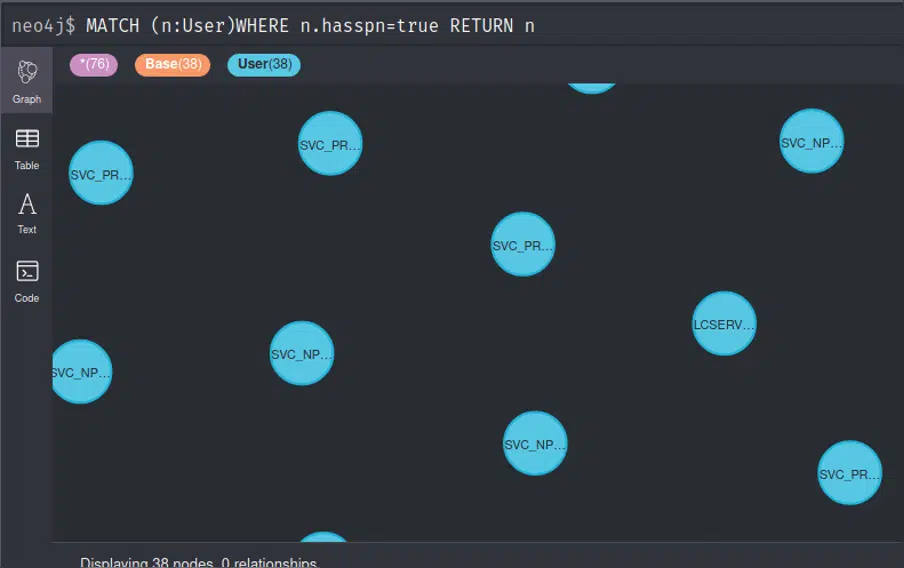 neo4j$ MATCH (n:User)WHERE n.hasspn=true RETURN n
*(76) Base(38) User(38)
Graph
Table
Text
Code
SVC_PR...
SVC_PR...
SVC_NP...
SVC_PR...
LCSERV...
SVC_NP...
SVC_NP...
SVC_NP...
SVC_PR...
Displaying 38 nodes, 0 relationships.